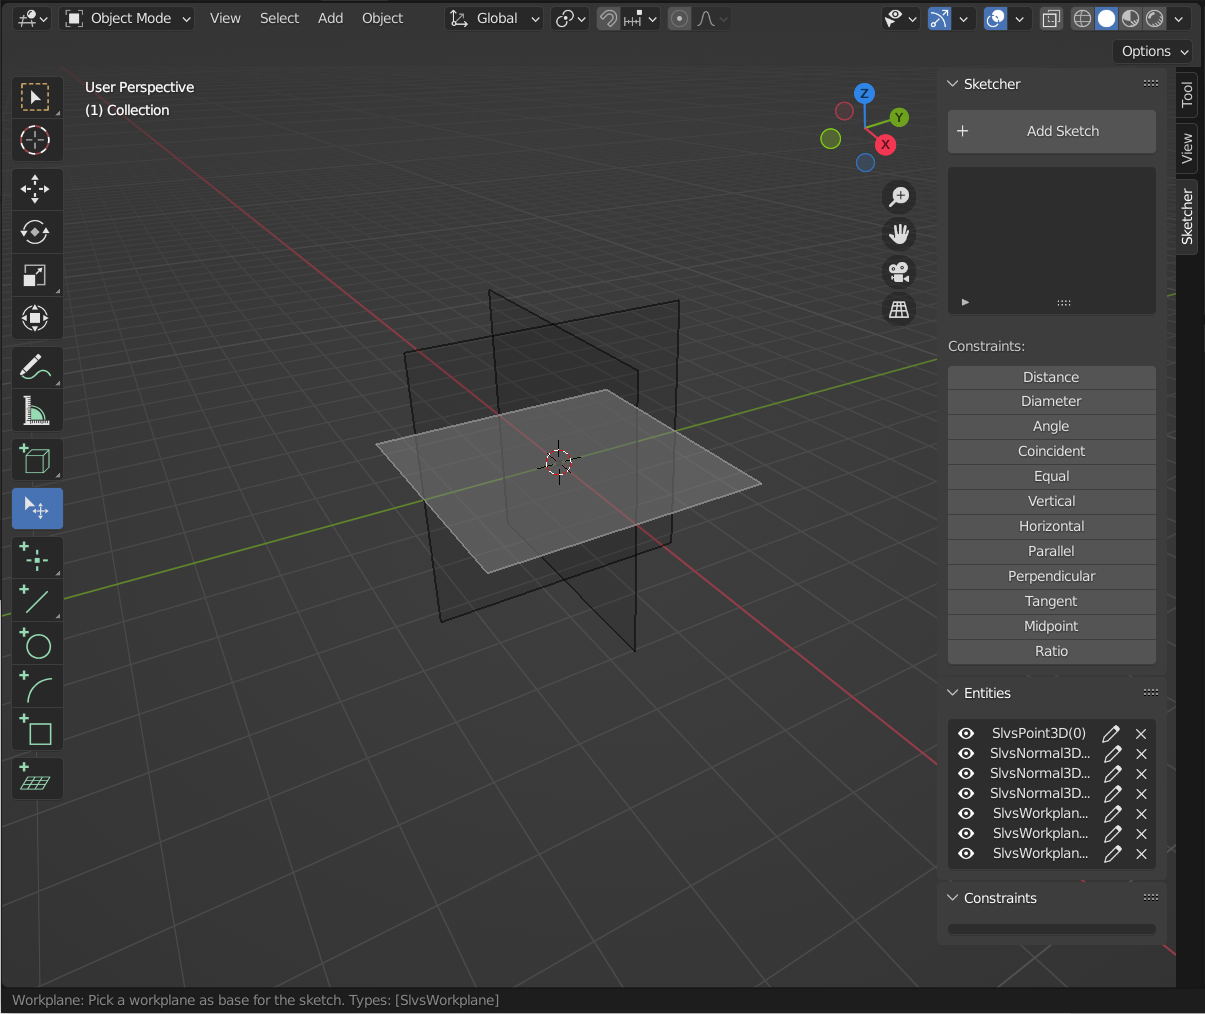 Object Mode View Select Add Object Global
Options
User Perspective
(1) Collection
Z
Y
X
Tool
View
Sketcher
Sketcher
Add Sketch
Constraints:
Distance
Diameter
Angle
Coincident
Equal
Vertical
Horizontal
Parallel
Perpendicular
Tangent
Midpoint
Ratio
Entities
SlvsPoint3D(0)
SlvsNormal3D...
SlvsNormal3D...
SlvsNormal3D...
SlvsWorkplan...
SlvsWorkplan...
SlvsWorkplan...
Constraints
Workplane: Pick a workplane as base for the sketch. Types: [SlvsWorkplane]